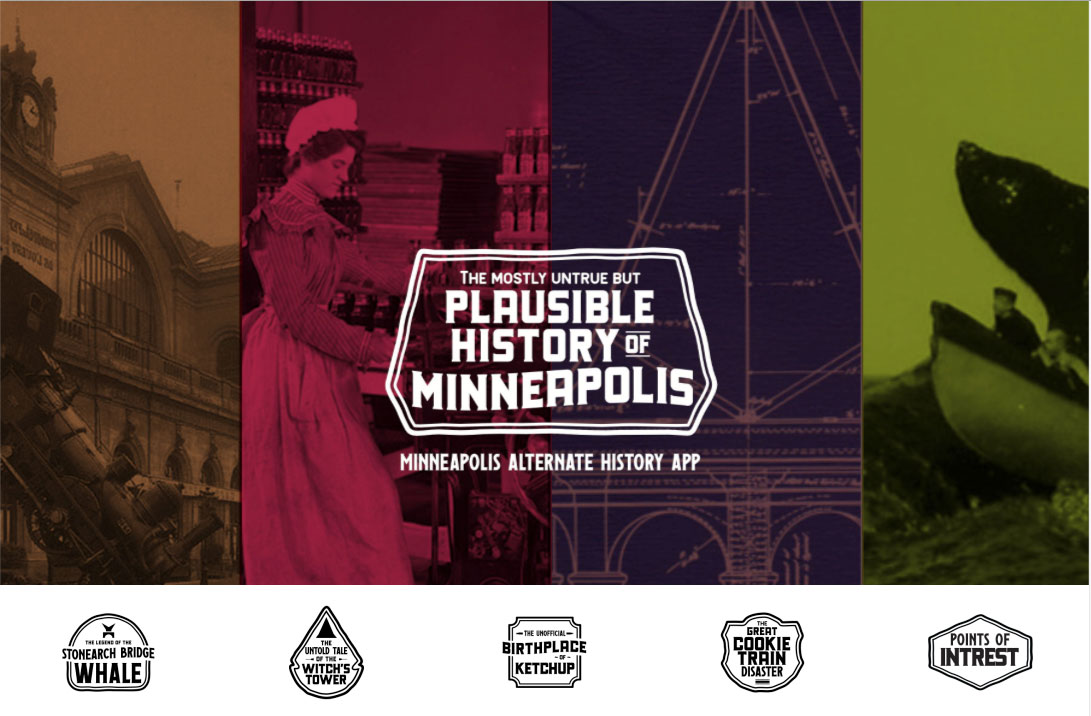 THE MOSTLY UNTRUE BUT
PLAUSIBLE
HISTORY OF
MINNEAPOLIS
MINNEAPOLIS ALTERNATE HISTORY APP
THE LEGEND OF THE
STONEARCH BRIDGE
WHALE
THE
UNTOLD TALE
OF THE
WITCH'S
TOWER
THE UNOFFICIAL
BIRTHPLACE
OF
KETCHUP
THE
GREAT
COOKIE
TRAIN
DISASTER
POINTS OF
INTREST